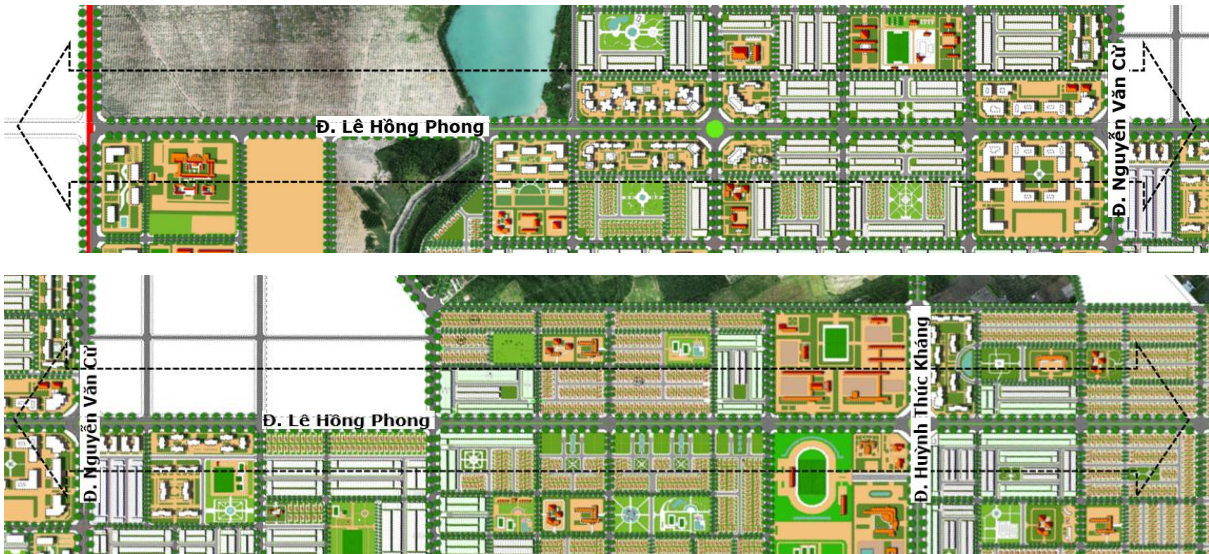 Đ. Lê Hồng Phong
Đ. Nguyễn Văn Cừ
Đ. Nguyễn Văn Cừ
Đ. Lê Hồng Phong
Đ. Huỳnh Thúc Kháng